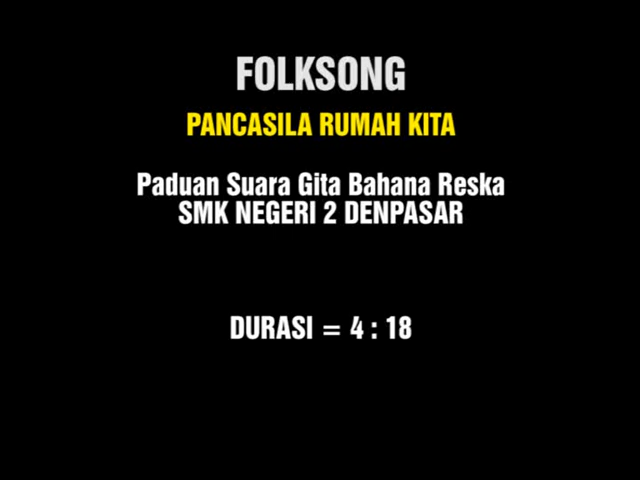 FOLKSONG
PANCASILA RUMAH KITA
Paduan Suara Gita Bahana Reska
SMK NEGERI 2 DENPASAR
DURASI = 4 : 18